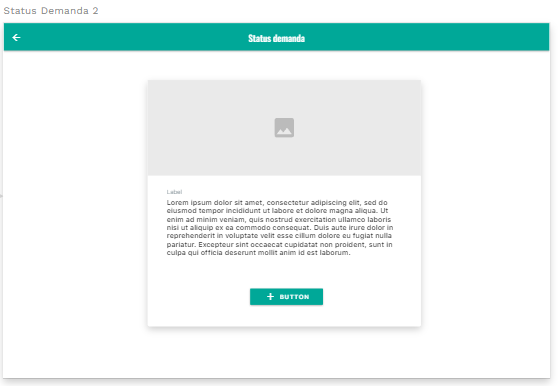 Status Demanda 2
Status demanda
Label
Lorem ipsum dolor sit amet, consectetur adipiscing elit, sed do
eiusmod tempor incididunt ut labore et dolore magna aliqua. Ut
enim ad minim veniam, quis nostrud exercitation ullamco laboris
nisi ut aliquip ex ea commodo consequat. Duis aute irure dolor in
reprehenderit in voluptate velit esse cillum dolore eu fugiat nulla
pariatur. Excepteur sint occaecat cupidatat non proident, sunt in
culpa qui officia deserunt mollit anim id est laborum.
BUTTON